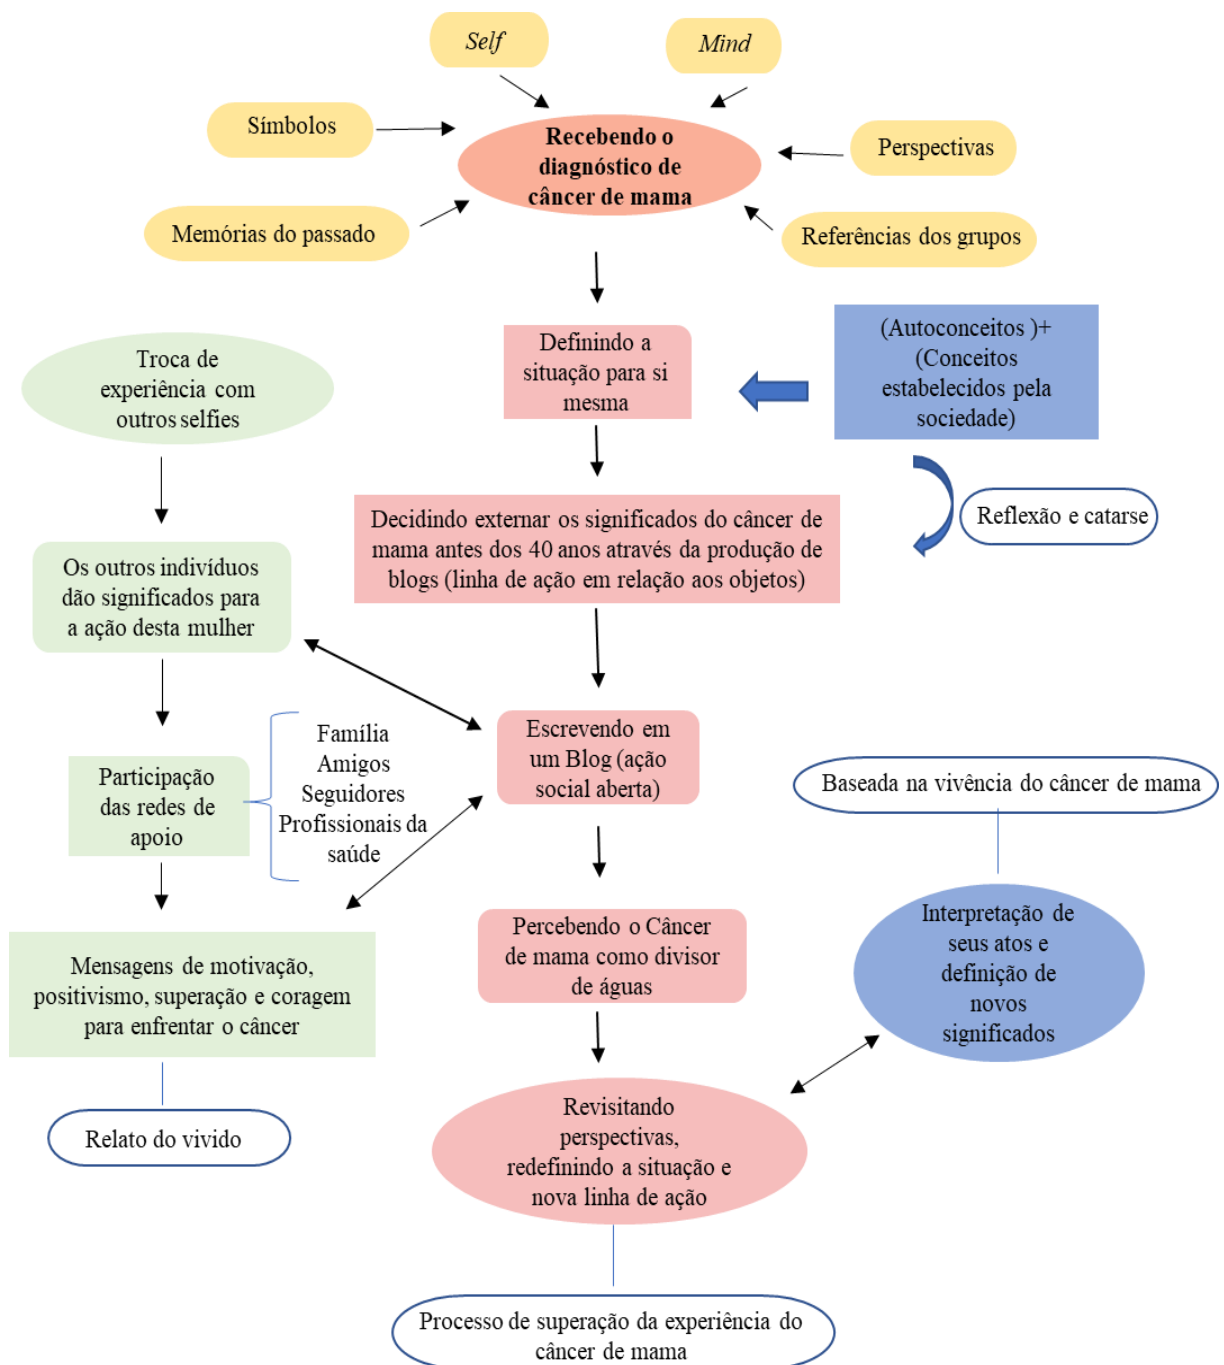 Self
Mind
Símbolos
Recebendo o
diagnóstico de
câncer de mama
Perspectivas
Memórias do passado
Referências dos grupos
Troca de
experiência com
outros selfies
Definindo a
situação para si
mesma
(Autoconceitos )+
(Conceitos
estabelecidos pela
sociedade)
Decidindo externar os significados do câncer de
mama antes dos 40 anos através da produção de
blogs (linha de ação em relação aos objetos)
Reflexão e catarse
Os outros indivíduos
dão significados para
a ação desta mulher
Escrevendo em
um Blog (ação
social aberta)
Participação
das redes de
apoio
Família
Amigos
Seguidores
Profissionais da
saúde
Baseada na vivência do câncer de mama
Percebendo o Câncer
de mama como divisor
de águas
Interpretação de
seus atos e
definição de
novos
significados
Mensagens de motivação,
positivismo, superação e coragem
para enfrentar o câncer
Relato do vivido
Revisitando
perspectivas,
redefinindo a situação e
nova linha de ação
Processo de superação da experiência do
câncer de mama